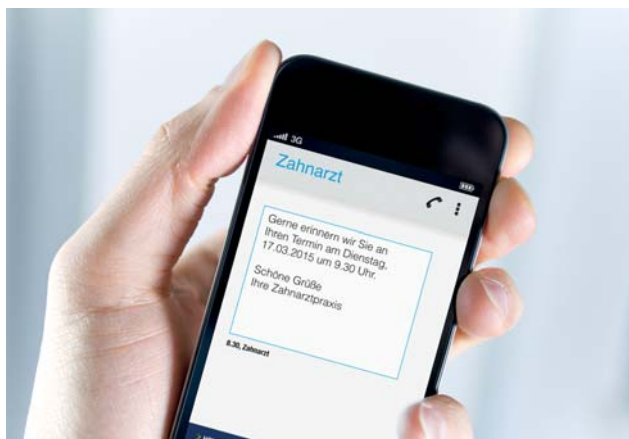 3G
Zahnarzt
Gerne erinnern wir Sie an
Ihren Termin am Dienstag,
17.03.2015 um 9.30 Uhr.
Schöne Grüße
Ihre Zahnarztpraxis
8.30, Zahnarzt